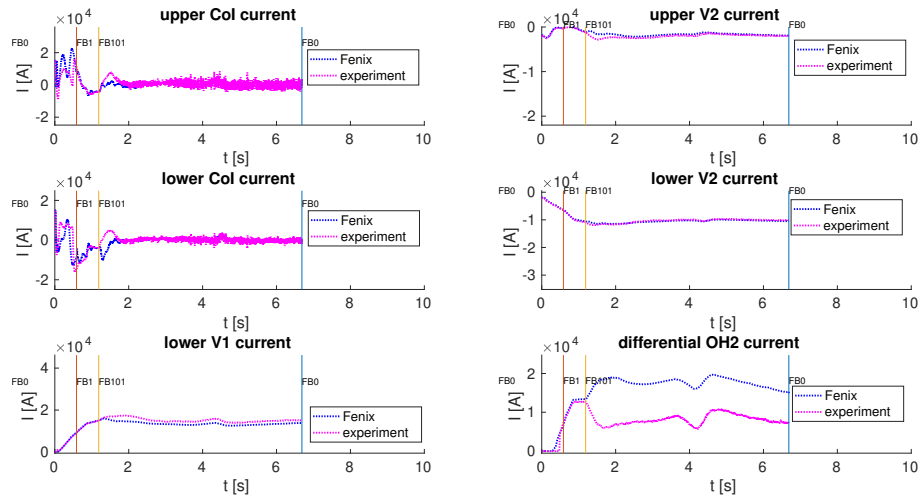 upper CoI current
×10⁴
FB0
FB1
FB101
FB0
2
0
-2
I [A]
0
2
4
6
8
10
t [s]
Fenix
experiment
upper V2 current
×10⁴
FB0
FB1
FB101
FB0
0
-1
-2
I [A]
0
2
4
6
8
10
t [s]
Fenix
experiment
lower CoI current
×10⁴
FB0
FB1
FB101
FB0
2
0
-2
I [A]
0
2
4
6
8
10
t [s]
Fenix
experiment
lower V2 current
×10⁴
FB0
FB1
FB101
FB0
0
-1
-2
-3
I [A]
0
2
4
6
8
10
t [s]
Fenix
experiment
lower V1 current
×10⁴
FB0
FB1
FB101
FB0
4
2
0
I [A]
0
2
4
6
8
10
t [s]
Fenix
experiment
differential OH2 current
×10⁴
FB0
FB1
FB101
FB0
2
1
0
I [A]
0
2
4
6
8
10
t [s]
Fenix
experiment